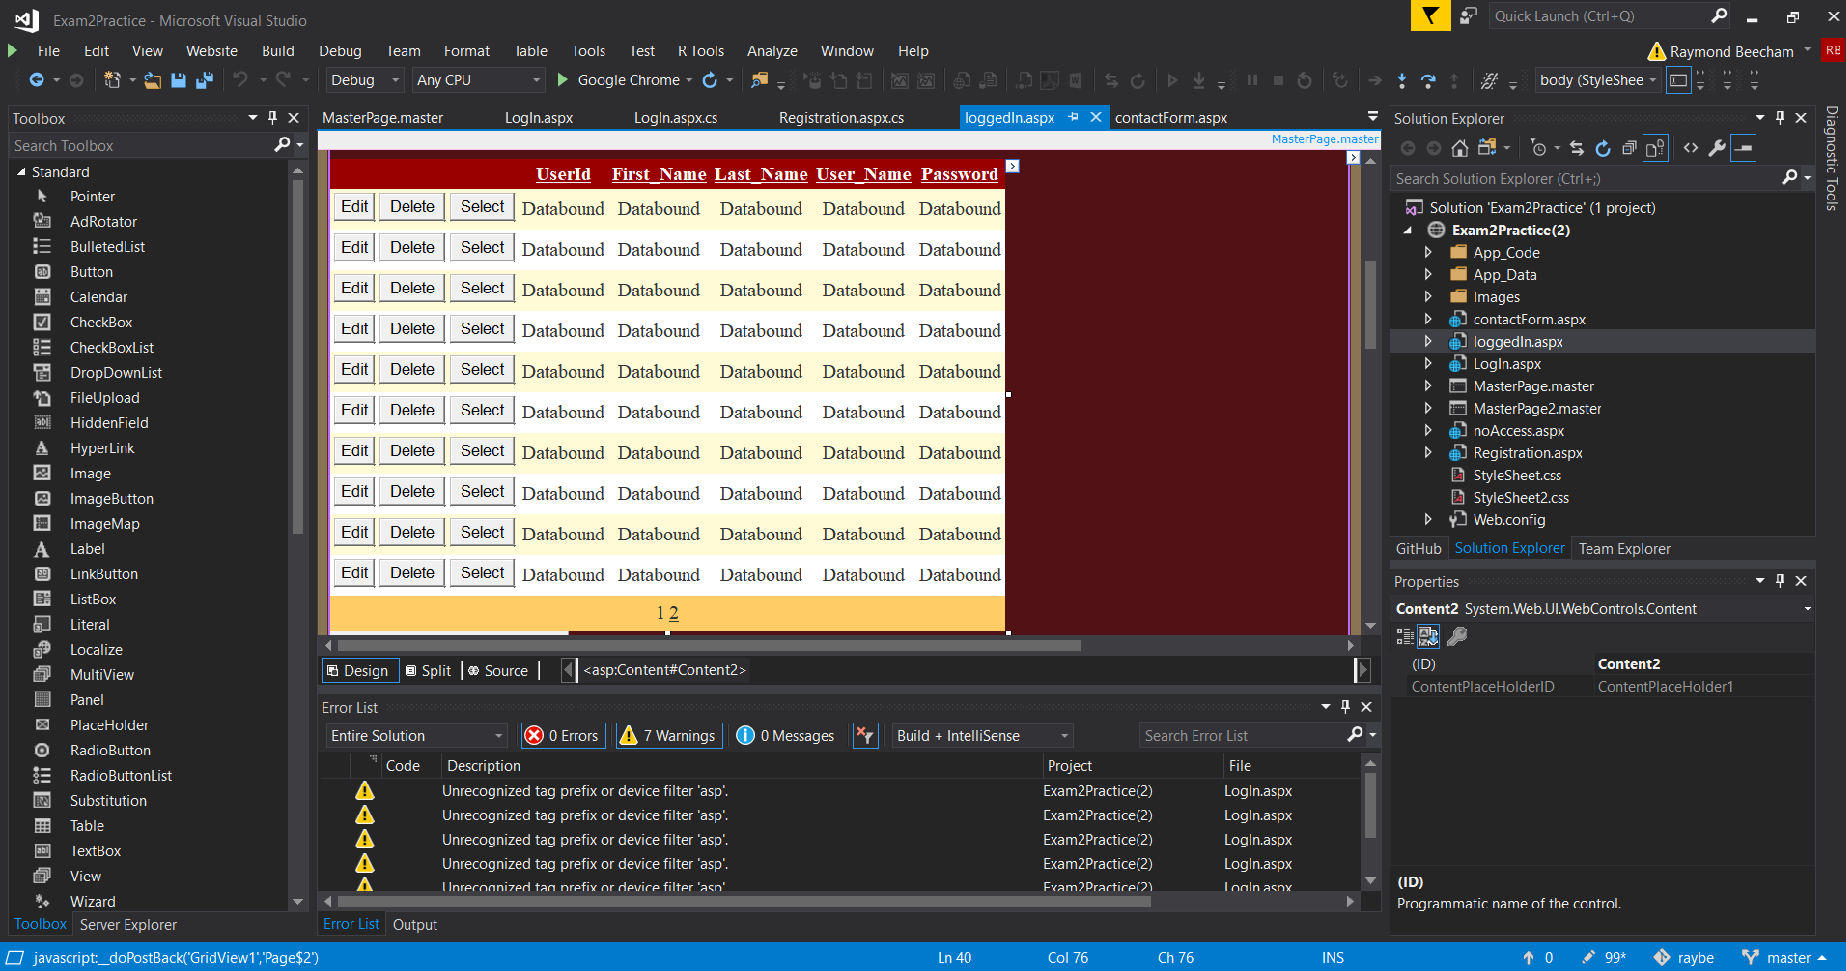 Exam2Practice - Microsoft Visual Studio
Quick Launch (Ctrl+Q)
File Edit View Website Build Debug Team Format Table Tools Test R Tools Analyze Window Help
Raymond Beecham RB
Debug Any CPU Google Chrome body (StyleShee
Toolbox
Search Toolbox
Standard
Pointer
AdRotator
BulletedList
Button
Calendar
CheckBox
CheckBoxList
DropDownList
FileUpload
HiddenField
HyperLink
Image
ImageButton
ImageMap
Label
LinkButton
ListBox
Literal
Localize
MultiView
Panel
PlaceHolder
RadioButton
RadioButtonList
Substitution
Table
TextBox
View
Wizard
Toolbox Server Explorer
MasterPage.master LogIn.aspx LogIn.aspx.cs Registration.aspx.cs loggedIn.aspx contactForm.aspx
MasterPage.master
UserId First_Name Last_Name User_Name Password
Edit Delete Select Databound Databound Databound Databound Databound
Edit Delete Select Databound Databound Databound Databound Databound
Edit Delete Select Databound Databound Databound Databound Databound
Edit Delete Select Databound Databound Databound Databound Databound
Edit Delete Select Databound Databound Databound Databound Databound
Edit Delete Select Databound Databound Databound Databound Databound
Edit Delete Select Databound Databound Databound Databound Databound
Edit Delete Select Databound Databound Databound Databound Databound
Edit Delete Select Databound Databound Databound Databound Databound
Edit Delete Select Databound Databound Databound Databound Databound
1 2
Design Split Source <asp:Content#Content2>
Error List
Entire Solution 0 Errors 7 Warnings 0 Messages Build + IntelliSense Search Error List
Code Description Project File
Unrecognized tag prefix or device filter 'asp'. Exam2Practice(2) LogIn.aspx
Unrecognized tag prefix or device filter 'asp'. Exam2Practice(2) LogIn.aspx
Unrecognized tag prefix or device filter 'asp'. Exam2Practice(2) LogIn.aspx
Unrecognized tag prefix or device filter 'asp'. Exam2Practice(2) LogIn.aspx
Unrecognized tag prefix or device filter 'asp'. Exam2Practice(2) LogIn.aspx
Error List Output
Solution Explorer
Search Solution Explorer (Ctrl+;)
Solution 'Exam2Practice' (1 project)
Exam2Practice(2)
App_Code
App_Data
Images
contactForm.aspx
loggedIn.aspx
LogIn.aspx
MasterPage.master
MasterPage2.master
noAccess.aspx
Registration.aspx
StyleSheet.css
StyleSheet2.css
Web.config
GitHub Solution Explorer Team Explorer
Properties
Content2 System.Web.UI.WebControls.Content
(ID) Content2
ContentPlaceHolderID ContentPlaceHolder1
(ID)
Programmatic name of the control.
Diagnostic Tools
javascript:__doPostBack('GridView1','Page$2') Ln 40 Col 76 Ch 76 INS 0 99* raybe master